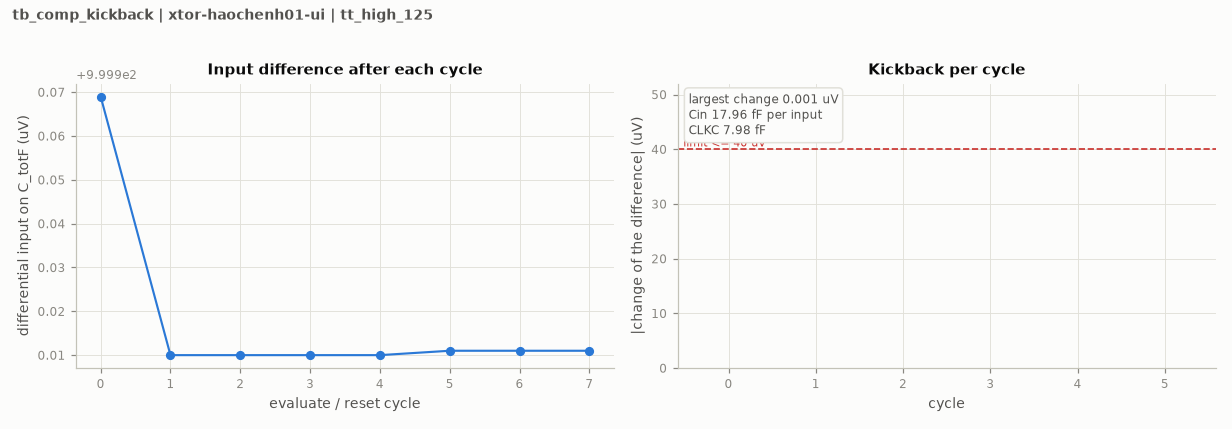 tb_comp_kickback | xtor-haochenh01-ui | tt_high_125
Input difference after each cycle
+9.999e2
0.07
0.06
0.05
0.04
0.03
0.02
0.01
differential input on C_totF (uV)
0 1 2 3 4 5 6 7
evaluate / reset cycle
Kickback per cycle
largest change 0.001 uV
Cin 17.96 fF per input
CLKC 7.98 fF
50
40
30
20
10
0
|change of the difference| (uV)
0 1 2 3 4 5
cycle